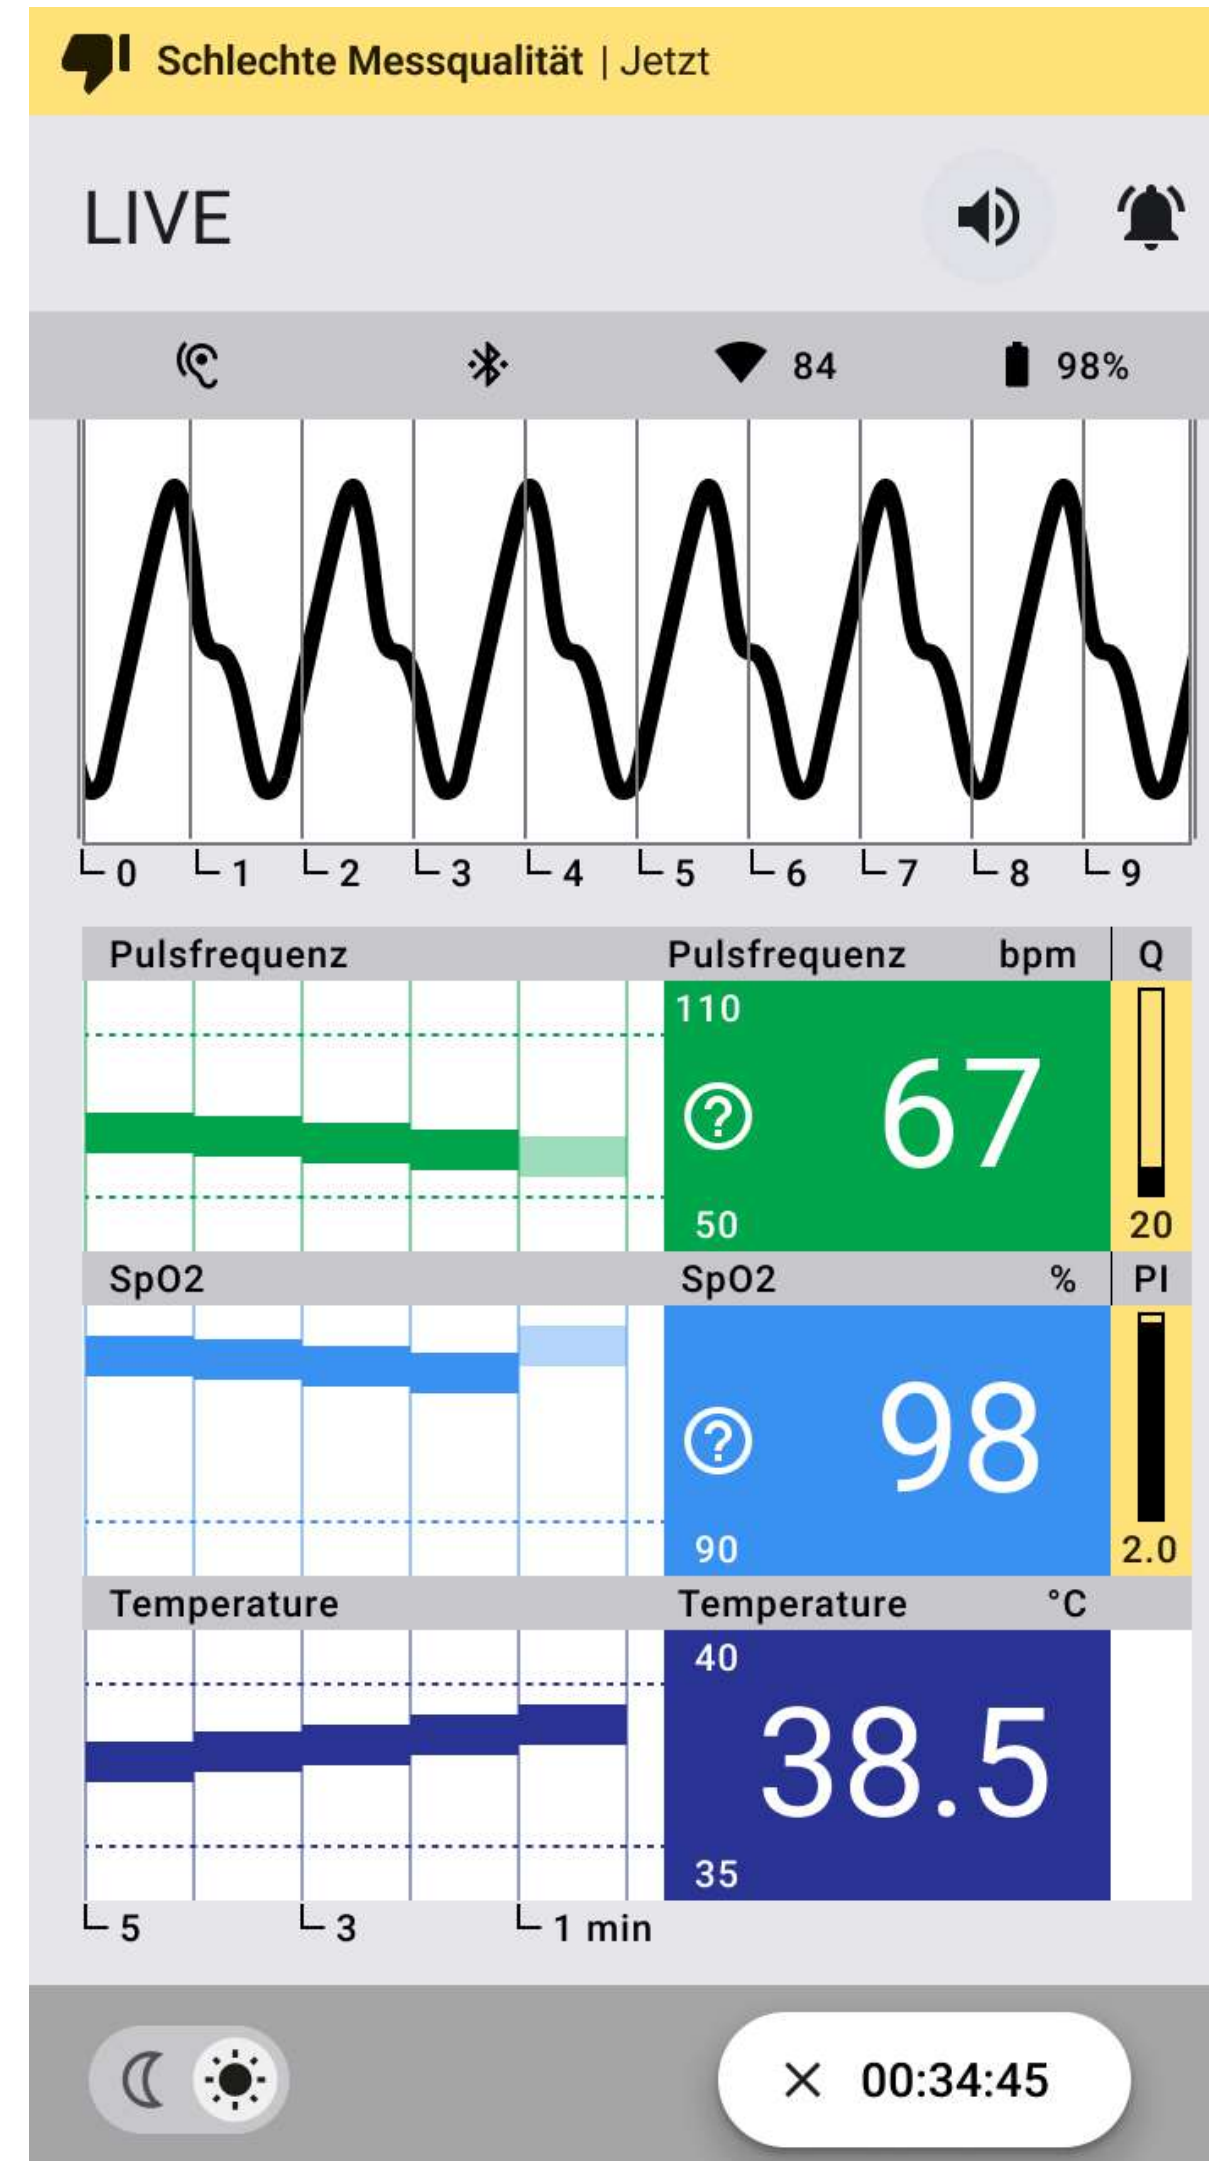 Schlechte Messqualität | Jetzt
LIVE
84 98%
0 1 2 3 4 5 6 7 8 9
Pulsfrequenz Pulsfrequenz bpm Q
110
67
50 20
SpO2 SpO2 % PI
98
90 2.0
Temperature Temperature °C
40
38.5
35
5 3 1 min
00:34:45